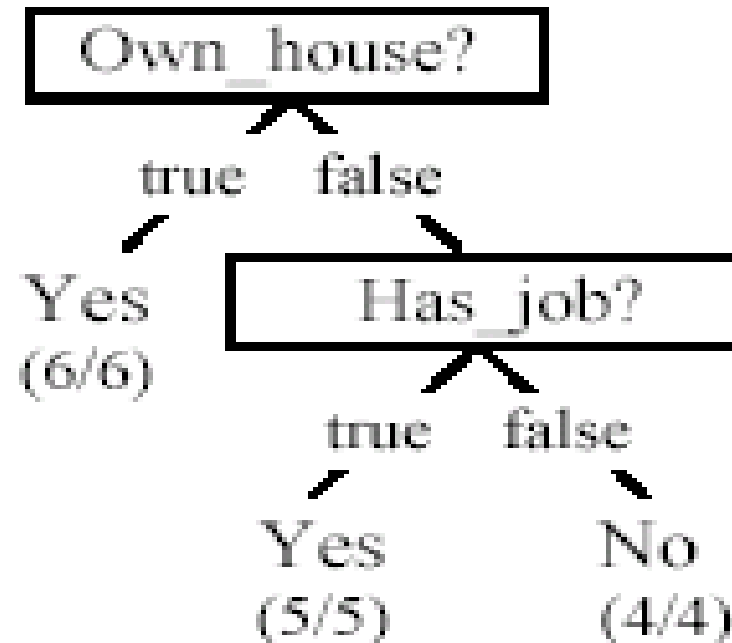 Own_house?
true false
Yes
(6/6)
Has_job?
true false
Yes No
(5/5) (4/4)